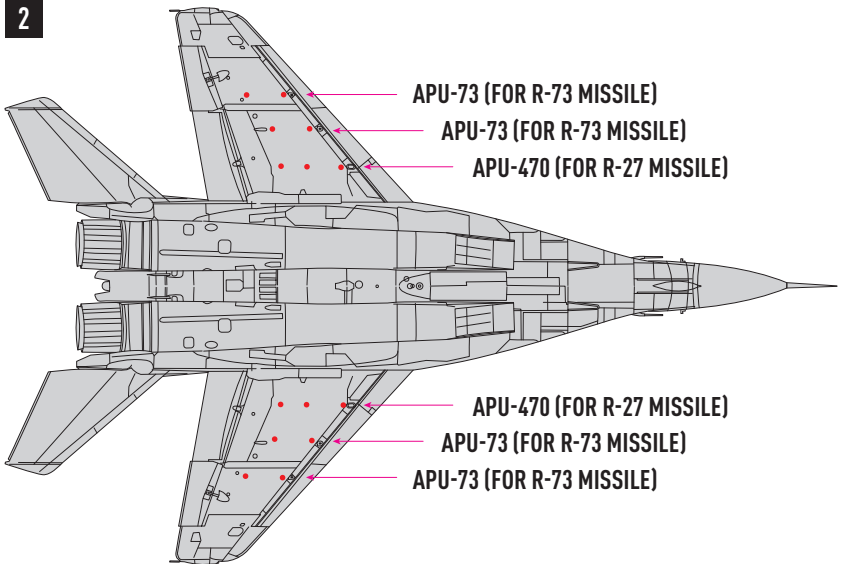 2
APU-73 (FOR R-73 MISSILE)
APU-73 (FOR R-73 MISSILE)
APU-470 (FOR R-27 MISSILE)
APU-470 (FOR R-27 MISSILE)
APU-73 (FOR R-73 MISSILE)
APU-73 (FOR R-73 MISSILE)